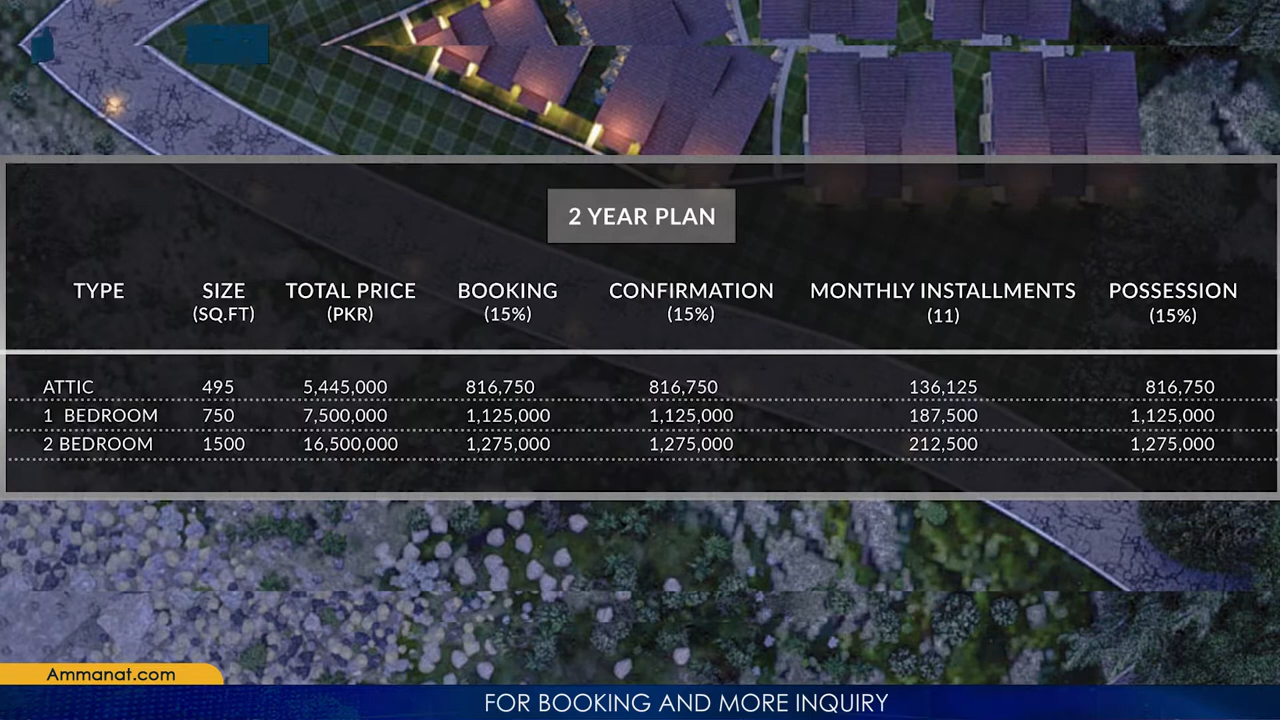 2 YEAR PLAN
TYPE SIZE TOTAL PRICE BOOKING CONFIRMATION MONTHLY INSTALLMENTS POSSESSION
(SQ.FT) (PKR) (15%) (15%) (11) (15%)
ATTIC 495 5,445,000 816,750 816,750 136,125 816,750
1 BEDROOM 750 7,500,000 1,125,000 1,125,000 187,500 1,125,000
2 BEDROOM 1500 16,500,000 1,275,000 1,275,000 212,500 1,275,000
Ammanat.com
FOR BOOKING AND MORE INQUIRY